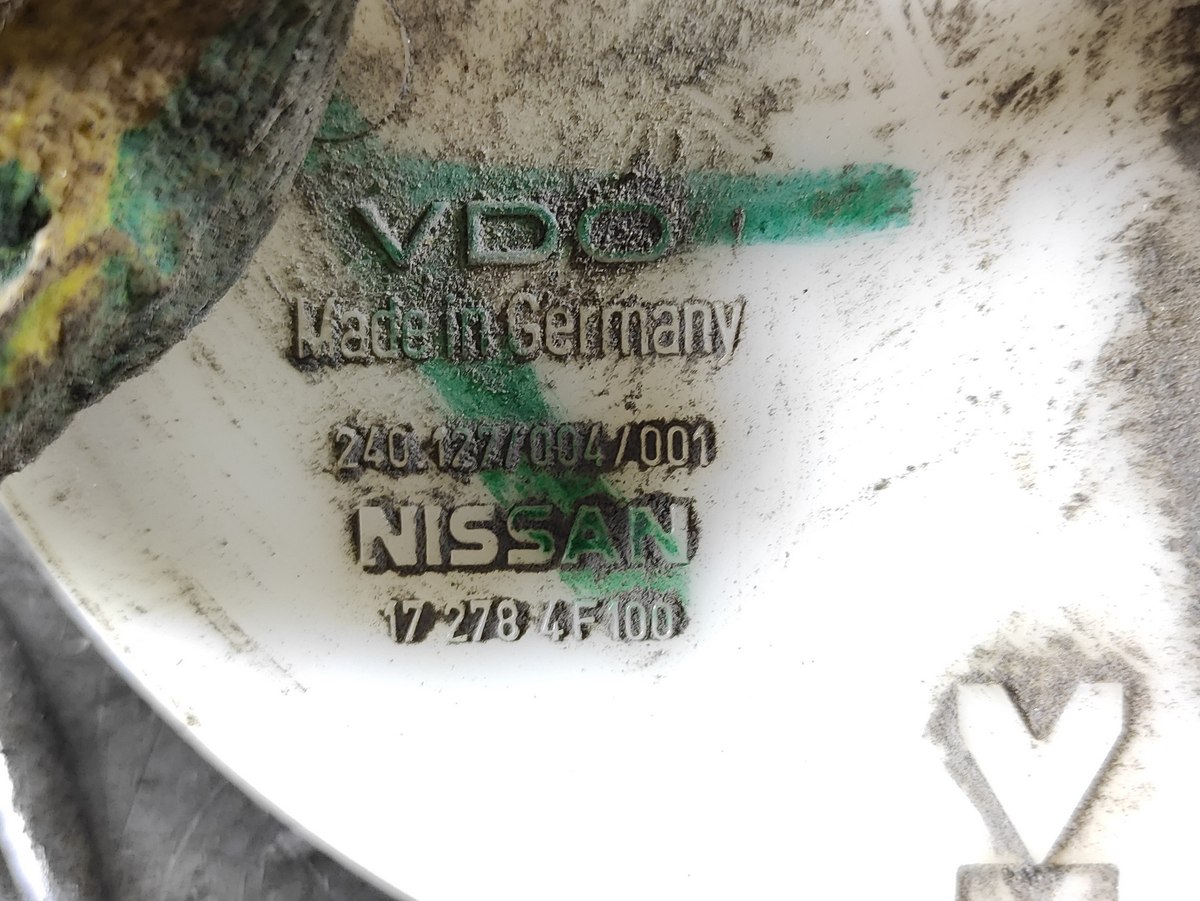 VDO
Made in Germany
240.127/004/001
NISSAN
17 278 4F100